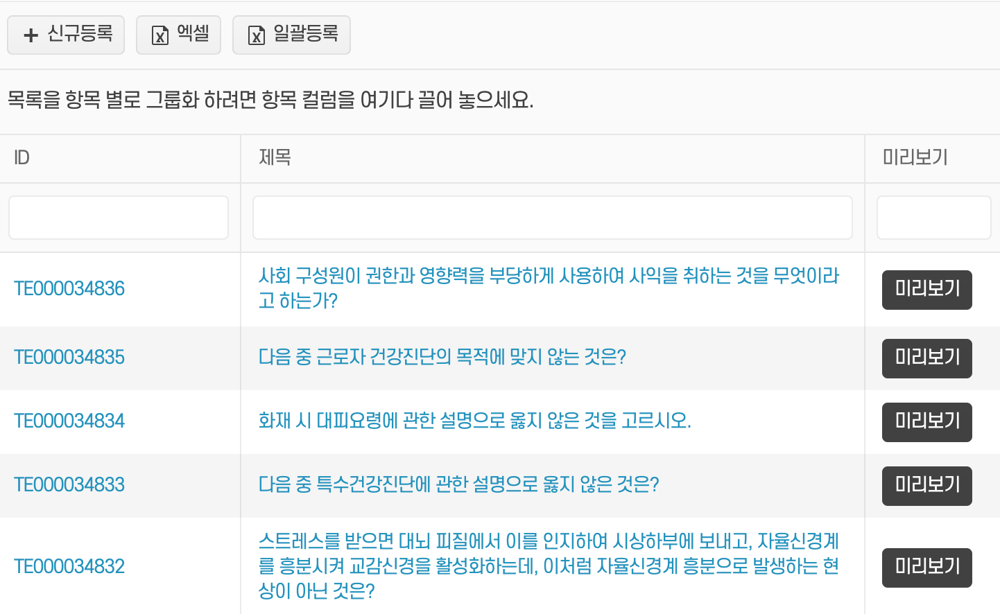 신규등록 엑셀 일괄등록
목록을 항목 별로 그룹화 하려면 항목 컬럼을 여기다 끌어 놓으세요.
ID 제목 미리보기
사회 구성원이 권한과 영향력을 부당하게 사용하여 사익을 취하는 것을 무엇이라
TE000034836 미리보기
고 하는가?
TE000034835 다음 중 근로자 건강진단의 목적에 맞지 않는 것은? 미리보기
TE000034834 화재 시 대피요령에 관한 설명으로 옳지 않은 것을 고르시오. 미리보기
TE000034833 다음 중 특수건강진단에 관한 설명으로 옳지 않은 것은? 미리보기
스트레스를 받으면 대뇌 피질에서 이를 인지하여 시상하부에 보내고, 자율신경계
TE000034832 를 흥분시켜 교감신경을 활성화하는데, 이처럼 자율신경계 흥분으로 발생하는 현 미리보기
상이 아닌 것은?